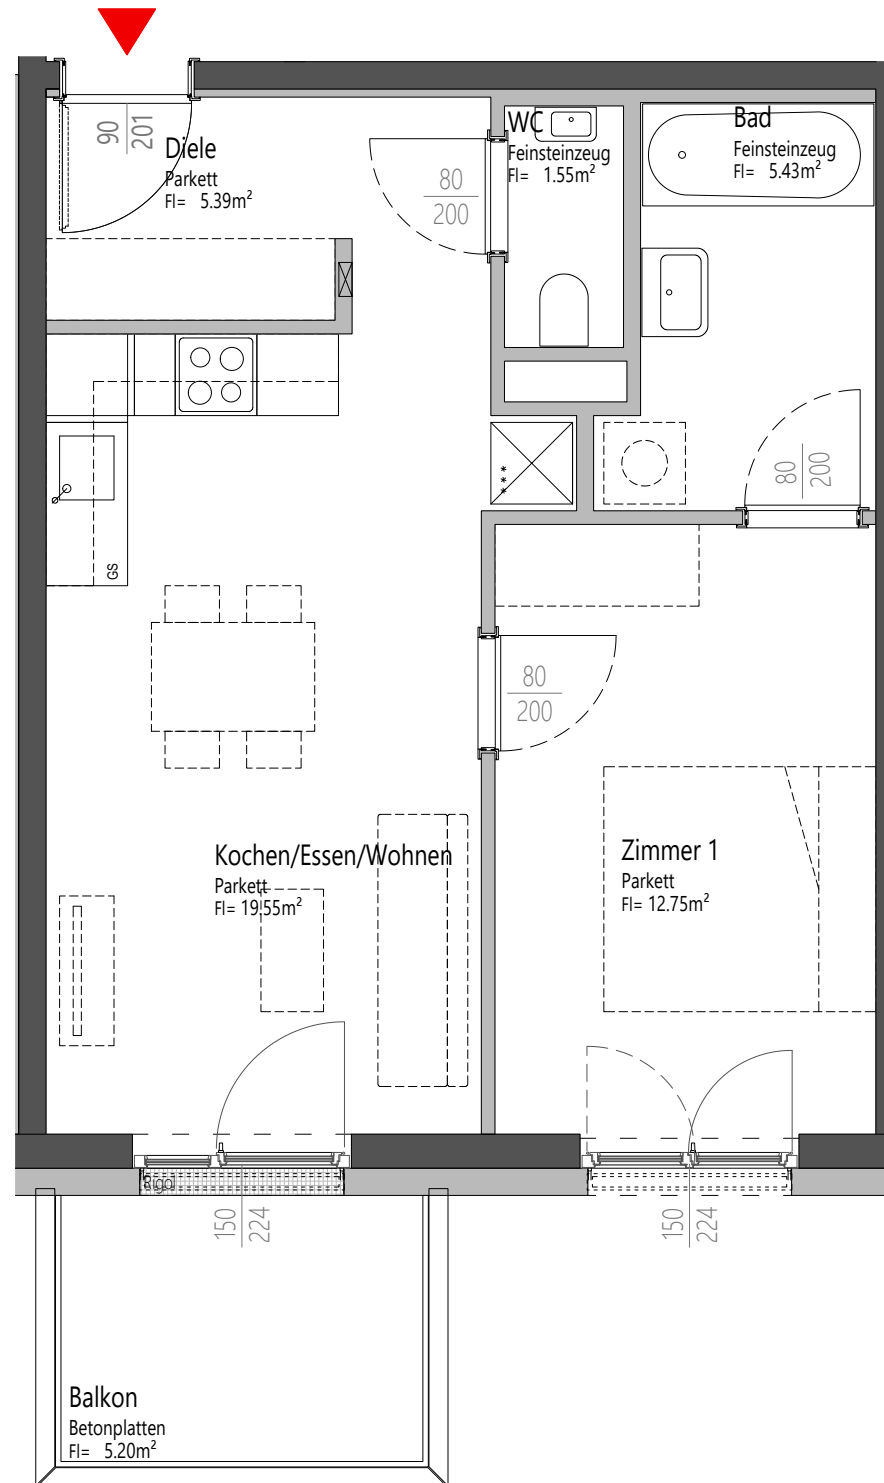 90
201
Diele
Parkett
Fl= 5.39m²
80
200
WC
Feinsteinzeug
Fl= 1.55m²
Bad
Feinsteinzeug
Fl= 5.43m²
80
200
***
GS
80
200
Kochen/Essen/Wohnen
Parkett
Fl= 19.55m²
Zimmer 1
Parkett
Fl= 12.75m²
Rigol
150
224
150
224
Balkon
Betonplatten
Fl= 5.20m²